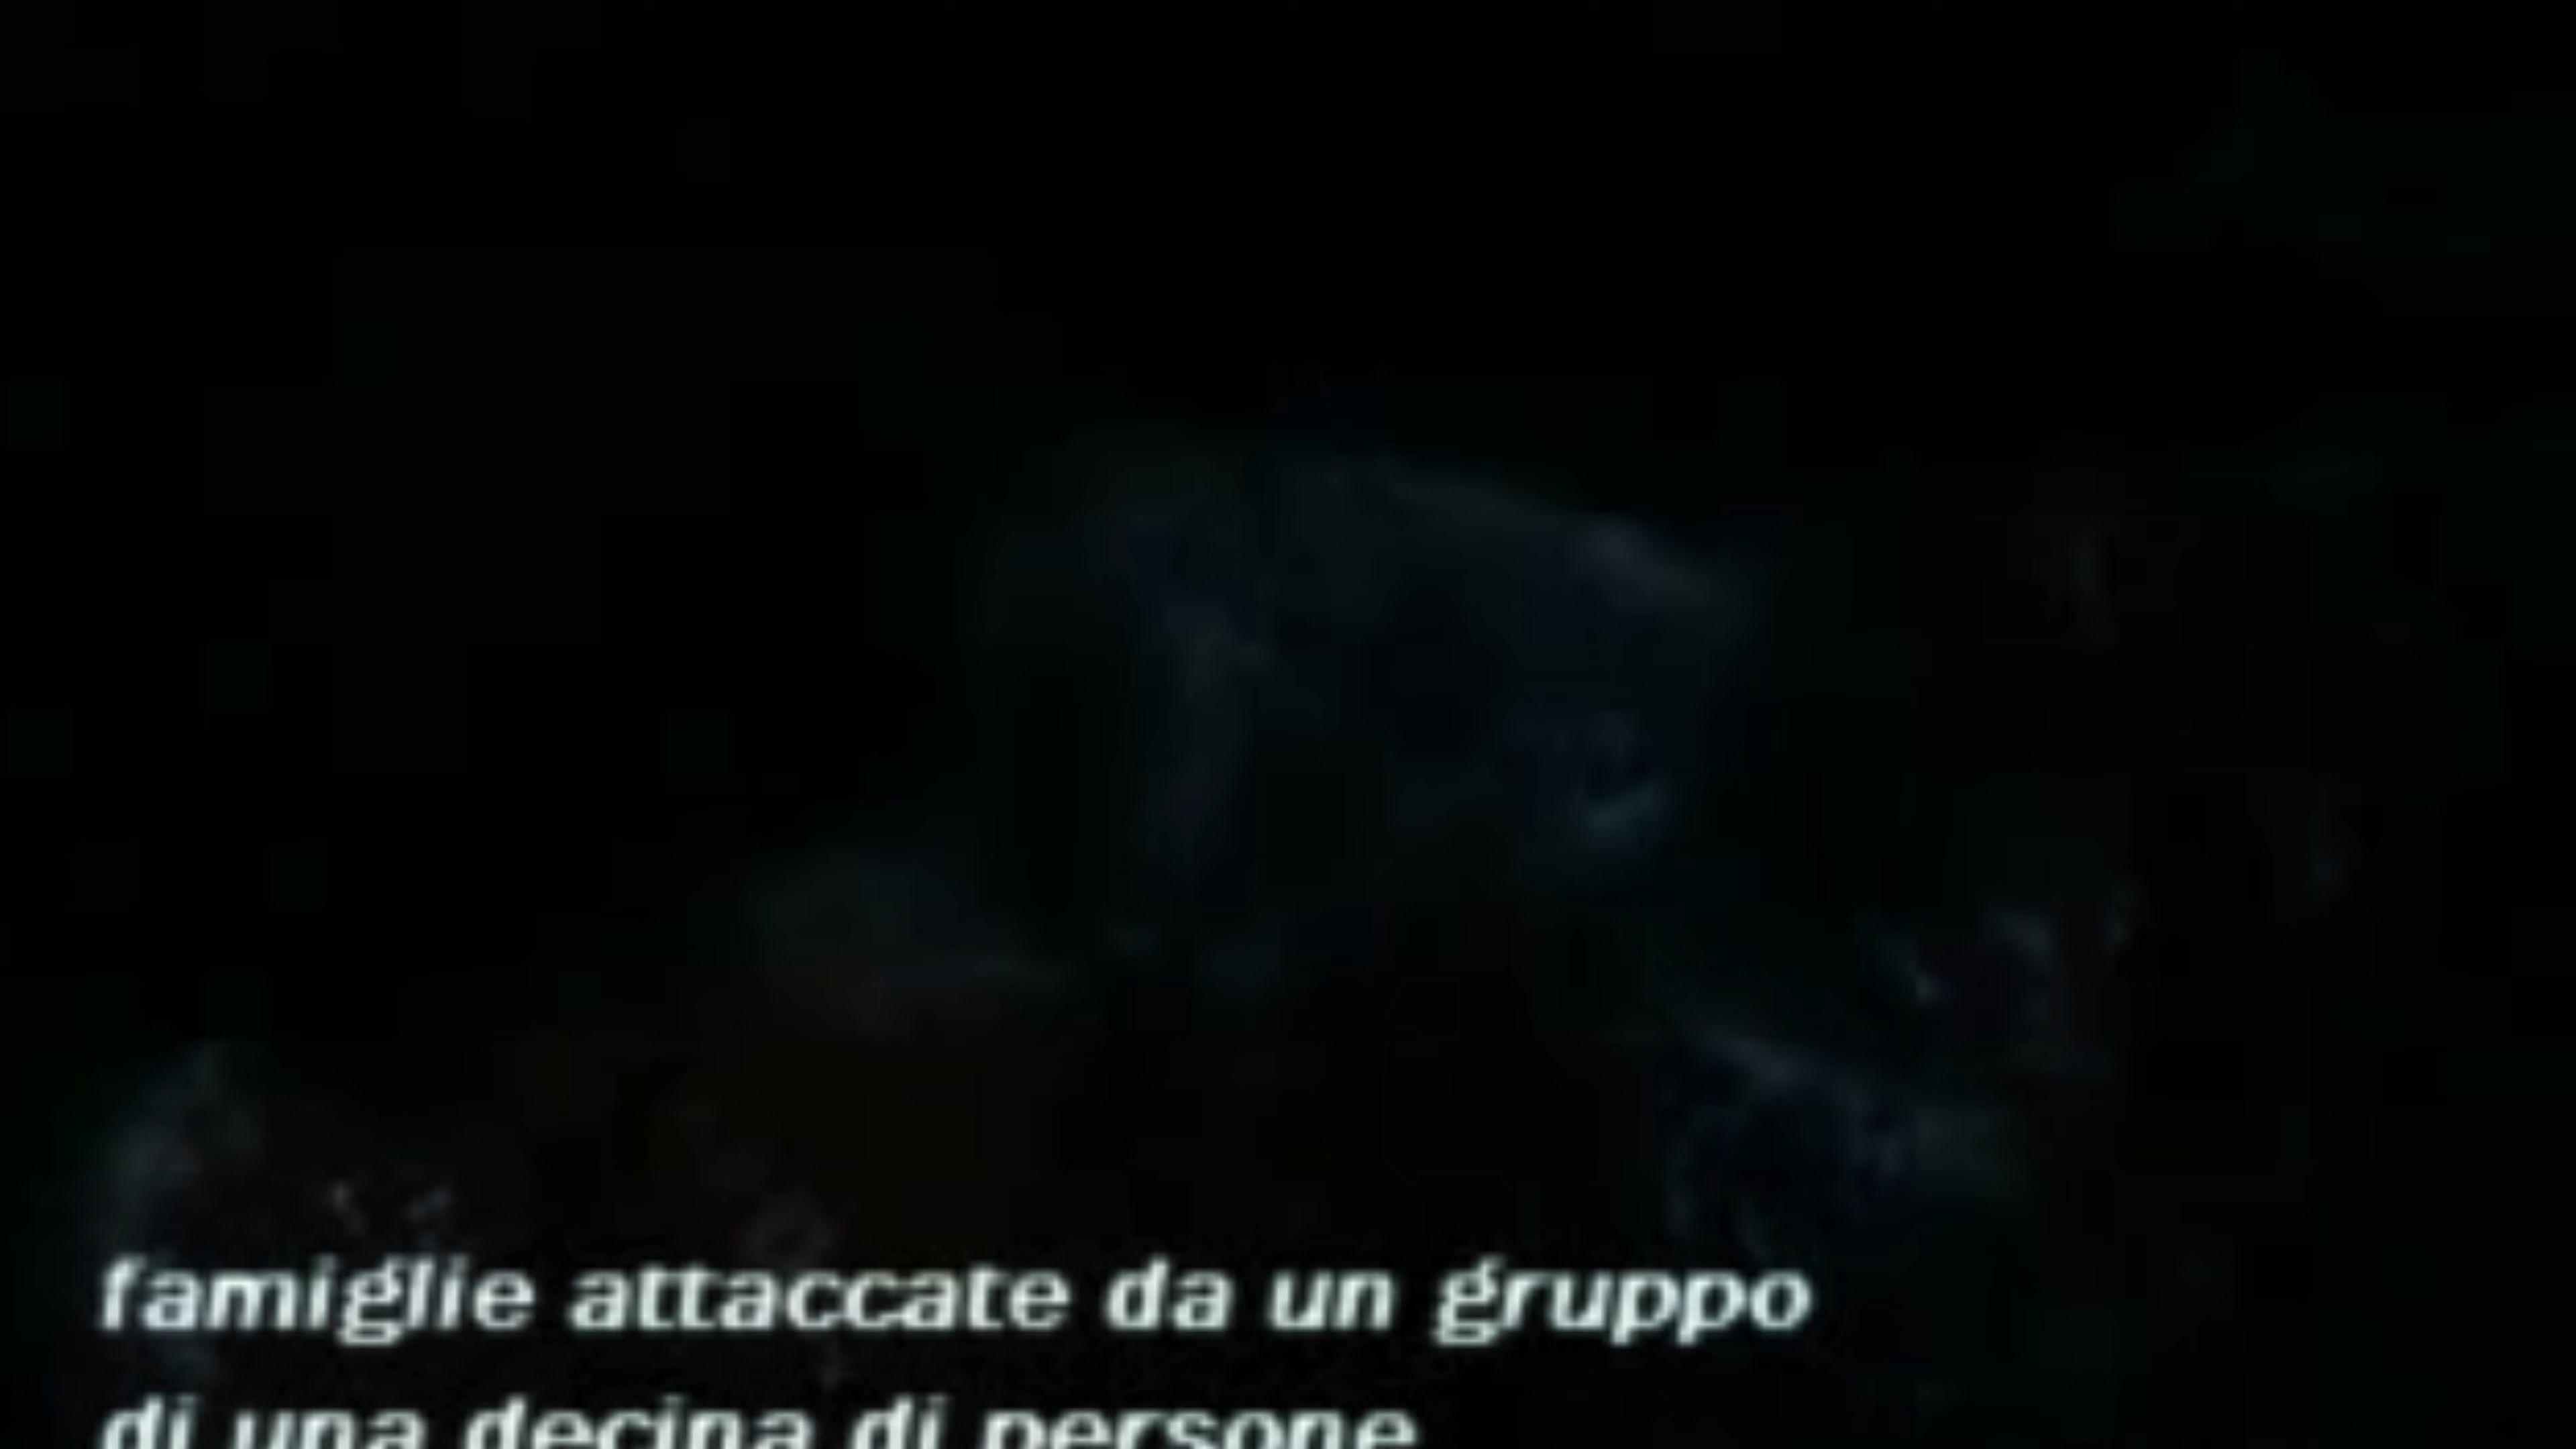 famiglie attaccate da un gruppo
di una decina di persone